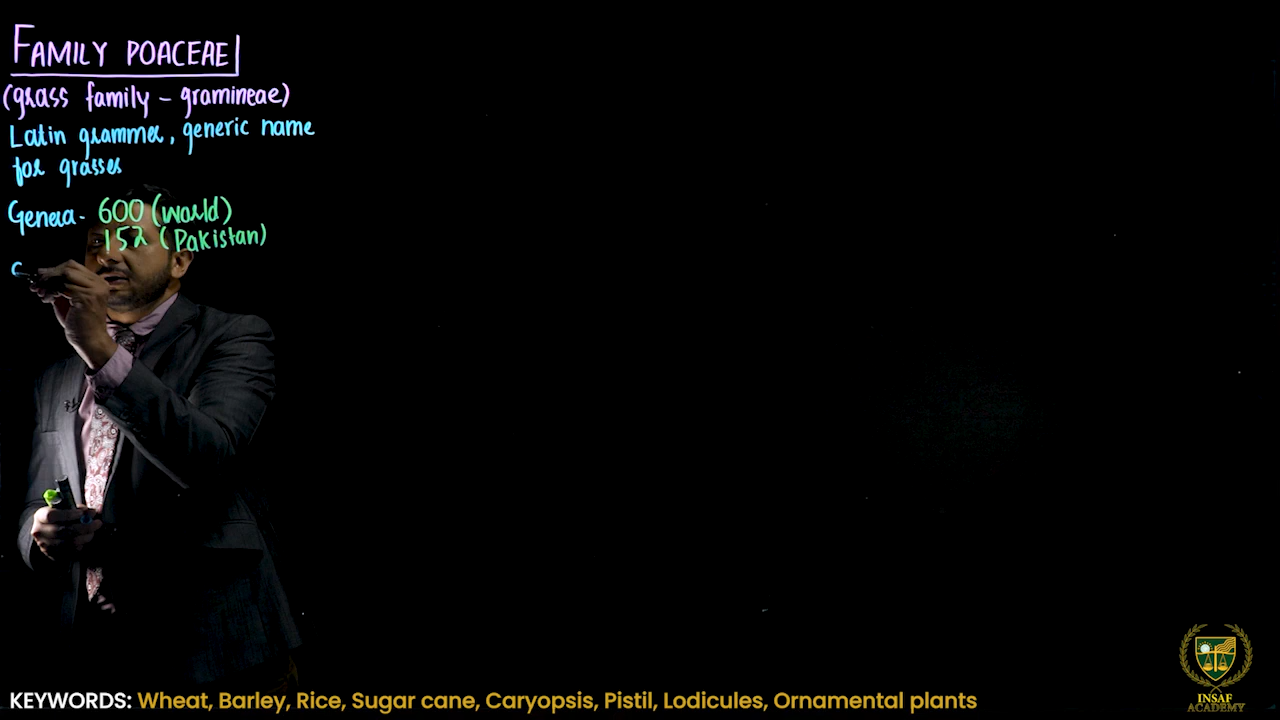 FAMILY POACEAE
(grass family - gramineae)
Latin grammer, generic name
for grasses
Genera - 600 (world)
152 (Pakistan)
KEYWORDS: Wheat, Barley, Rice, Sugar cane, Caryopsis, Pistil, Lodicules, Ornamental plants
INSAF
ACADEMY